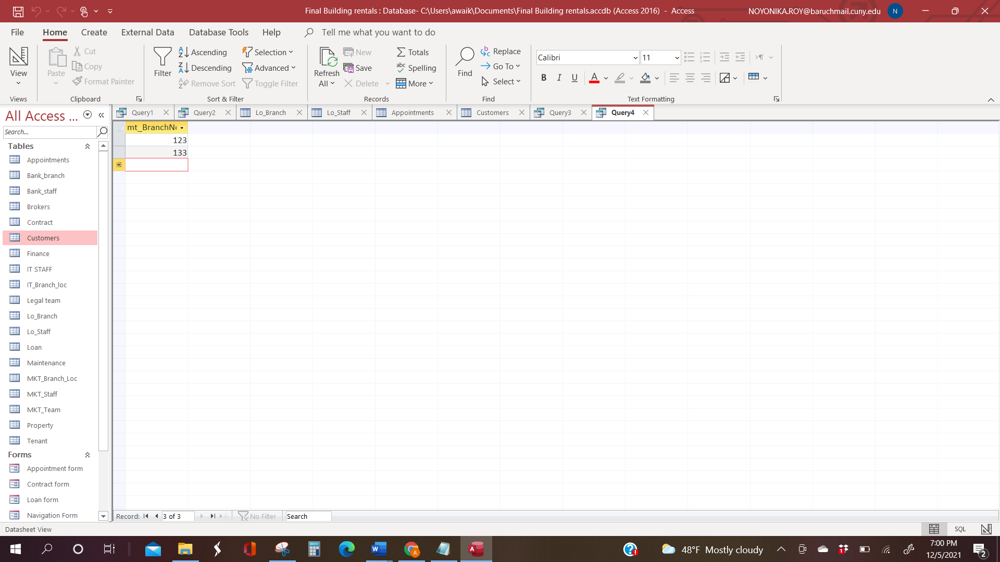 Final Building rentals : Database- C:\Users\awaik\Documents\Final Building rentals.accdb (Access 2016) - Access
NOYONIKA.ROY@baruchmail.cuny.edu N
File Home Create External Data Database Tools Help Tell me what you want to do
View
Views
Paste
Cut
Copy
Format Painter
Clipboard
Filter
Ascending
Descending
Remove Sort
Selection
Advanced
Toggle Filter
Sort & Filter
Refresh
All
New
Save
Delete
Totals
Spelling
More
Records
Find
Replace
Go To
Select
Find
Calibri 11
B I U A
Text Formatting
All Access ...
Search...
Tables
Appointments
Bank_branch
Bank_staff
Brokers
Contract
Customers
Finance
IT STAFF
IT_Branch_loc
Legal team
Lo_Branch
Lo_Staff
Loan
Maintenance
MKT_Branch_Loc
MKT_Staff
MKT_Team
Property
Tenant
Forms
Appointment form
Contract form
Loan form
Navigation Form
Query1 Query2 Lo_Branch Lo_Staff Appointments Customers Query3 Query4
mt_BranchNo
123
133
Record: 3 of 3 No Filter Search
Datasheet View
SQL
48°F Mostly cloudy
7:00 PM
12/5/2021
2